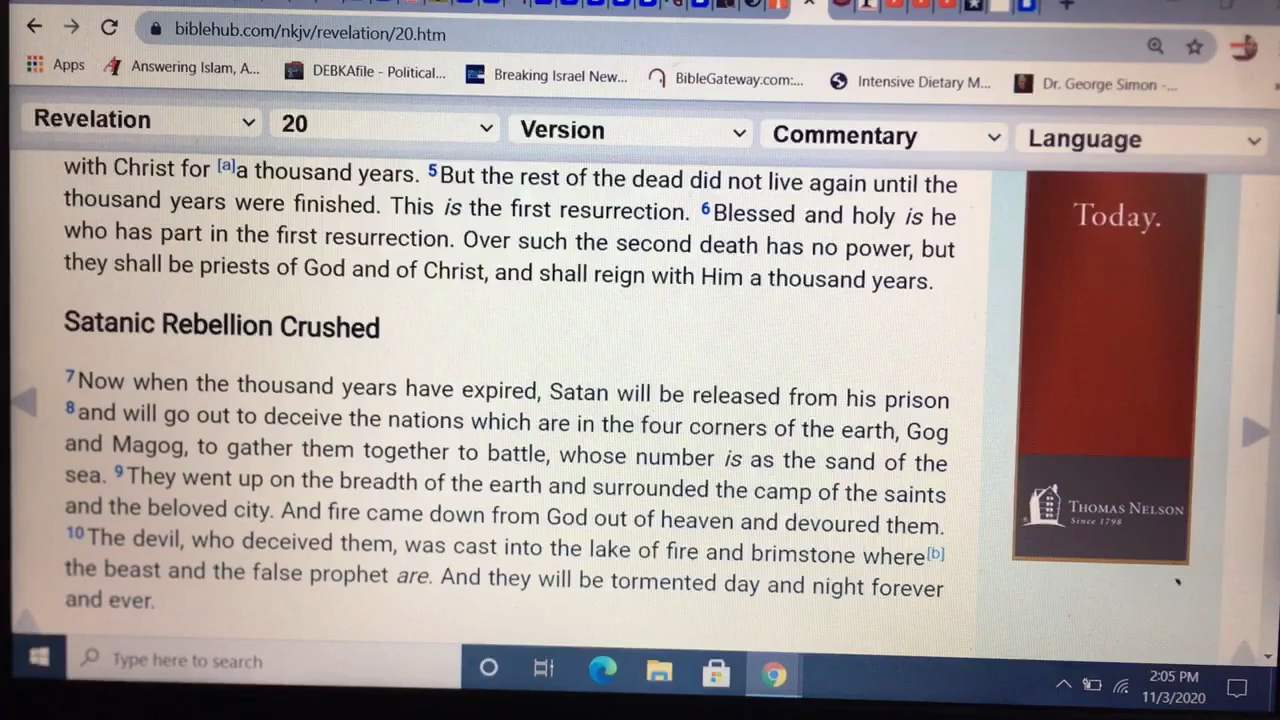 biblehub.com/nkjv/revelation/20.htm
Apps Answering Islam, A... DEBKAfile - Political... Breaking Israel New... BibleGateway.com:... Intensive Dietary M... Dr. George Simon -...
Revelation 20 Version Commentary Language
with Christ for [a]a thousand years. 5But the rest of the dead did not live again until the
thousand years were finished. This is the first resurrection. 6Blessed and holy is he
who has part in the first resurrection. Over such the second death has no power, but
they shall be priests of God and of Christ, and shall reign with Him a thousand years.
Satanic Rebellion Crushed
7Now when the thousand years have expired, Satan will be released from his prison
8and will go out to deceive the nations which are in the four corners of the earth, Gog
and Magog, to gather them together to battle, whose number is as the sand of the
sea. 9They went up on the breadth of the earth and surrounded the camp of the saints
and the beloved city. And fire came down from God out of heaven and devoured them.
10The devil, who deceived them, was cast into the lake of fire and brimstone where[b]
the beast and the false prophet are. And they will be tormented day and night forever
and ever.
Today.
THOMAS NELSON
Since 1798
Type here to search
2:05 PM
11/3/2020